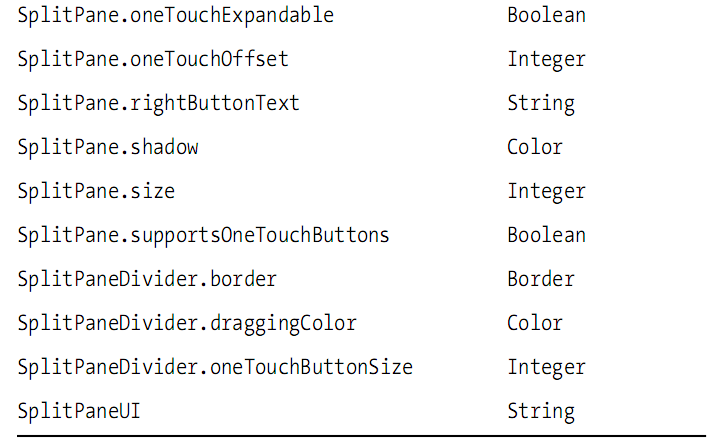 SplitPane.oneTouchExpandable Boolean
SplitPane.oneTouchOffset Integer
SplitPane.rightButtonText String
SplitPane.shadow Color
SplitPane.size Integer
SplitPane.supportsOneTouchButtons Boolean
SplitPaneDivider.border Border
SplitPaneDivider.draggingColor Color
SplitPaneDivider.oneTouchButtonSize Integer
SplitPaneUI String